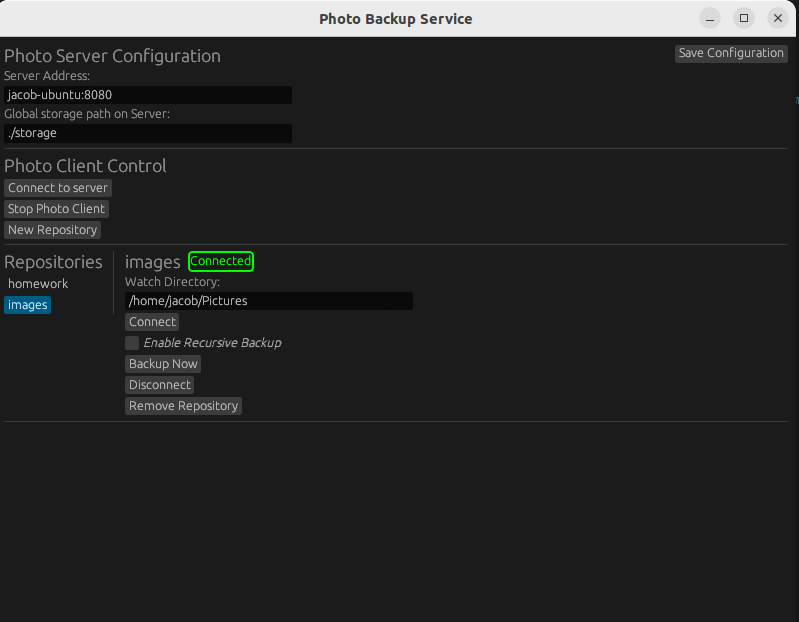 Photo Backup Service
Photo Server Configuration
Save Configuration
Server Address:
jacob-ubuntu:8080
Global storage path on Server:
./storage
Photo Client Control
Connect to server
Stop Photo Client
New Repository
Repositories
homework
images
images Connected
Watch Directory:
/home/jacob/Pictures
Connect
Enable Recursive Backup
Backup Now
Disconnect
Remove Repository